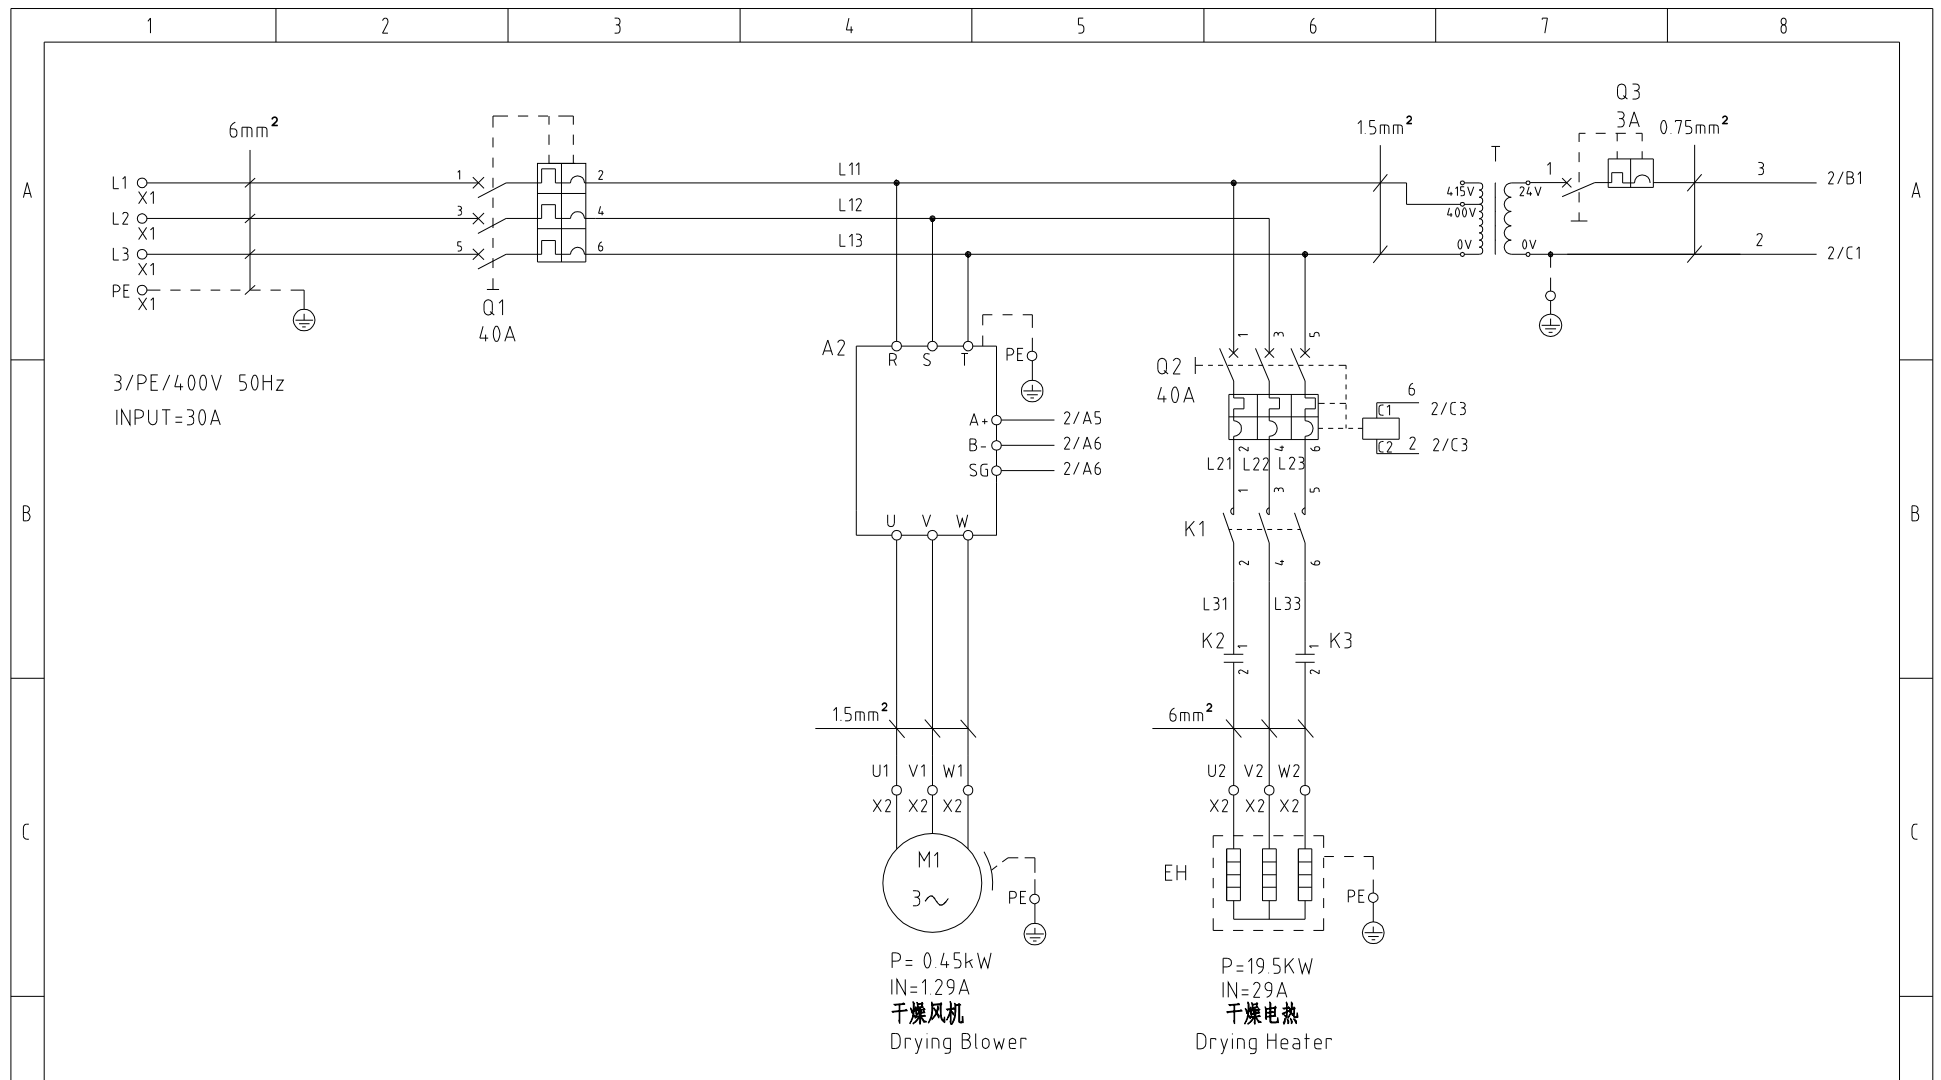 1 2 3 4 5 6 7 8
A
A
6mm²
1
2
L11
L1
X1
3
4
L12
L2
X1
5
6
L13
L3
X1
PE
X1
Q1
40A
3/PE/400V 50Hz
INPUT=30A
1.5mm²
T
Q3
3A
0.75mm²
415V
400V
0V
24V
0V
1
3
2/B1
2
2/C1
A2
R S T
PE
A+ 2/A5
B- 2/A6
SG 2/A6
U V W
1 3 5
Q2
40A
6
C1 2/C3
C2 2 2/C3
2 4 6
L21 L22 L23
B
B
1 3 5
K1
2 4 6
L31 L33
K2 1
2
1 K3
2
1.5mm²
6mm²
U1 V1 W1
X2 X2 X2
U2 V2 W2
X2 X2 X2
C
C
M1
3~
PE
EH
PE
P= 0.45kW
IN=1.29A
干燥风机
Drying Blower
P=19.5KW
IN=29A
干燥电热
Drying Heater